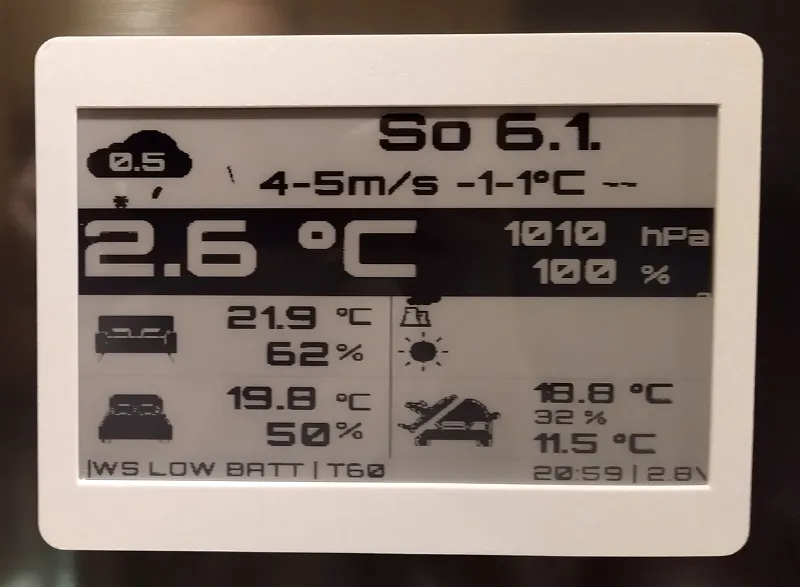 So 6.1.
0.5
4-5m/s -1-1°C --
2.6 °C
1010 hPa
100 %
21.9 °C
62%
19.8 °C
50%
18.8 °C
32 %
11.5 °C
|WS LOW BATT | T60
20:59 | 2.8V